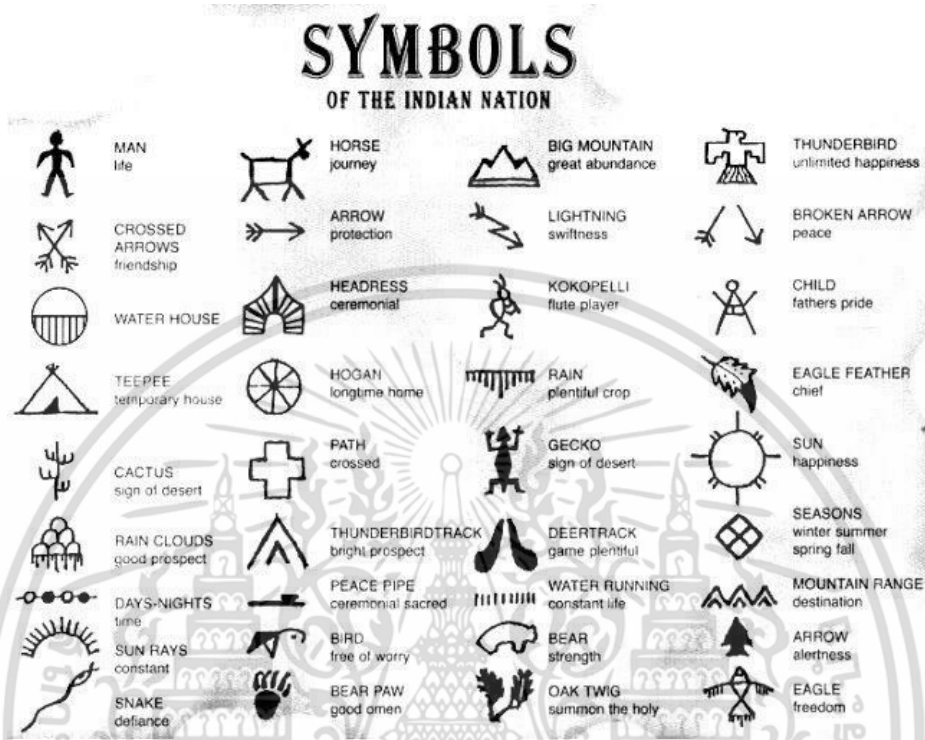 SYMBOLS
OF THE INDIAN NATION
MAN
life
CROSSED
ARROWS
friendship
WATER HOUSE
TEEPEE
temporary house
CACTUS
sign of desert
RAIN CLOUDS
good prospect
DAYS-NIGHTS
time
SUN RAYS
constant
SNAKE
defiance
HORSE
journey
ARROW
protection
HEADRESS
ceremonial
HOGAN
longtime home
PATH
crossed
THUNDERBIRDTRACK
bright prospect
PEACE PIPE
ceremonial sacred
BIRD
free of worry
BEAR PAW
good omen
BIG MOUNTAIN
great abundance
LIGHTNING
swiftness
KOKOPELLI
flute player
RAIN
plentiful crop
GECKO
sign of desert
DEERTRACK
game plentiful
WATER RUNNING
constant life
BEAR
strength
OAK TWIG
summon the holy
THUNDERBIRD
unlimited happiness
BROKEN ARROW
peace
CHILD
fathers pride
EAGLE FEATHER
chief
SUN
happiness
SEASONS
winter summer
spring fall
MOUNTAIN RANGE
destination
ARROW
alertness
EAGLE
freedom